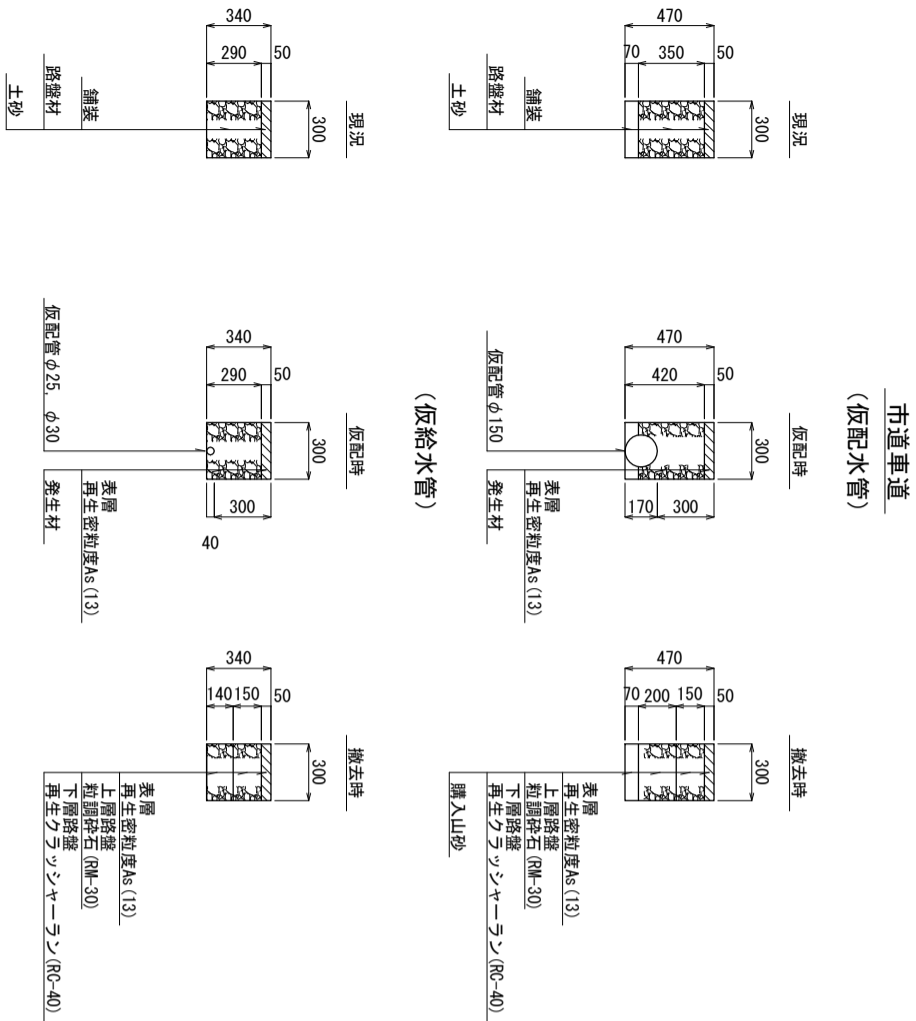 市道車道
(仮配水管)
現況
300
470
70
350
50
舗装
路盤材
土砂
仮配時
300
470
420
50
170
300
仮配管φ150
表層
再生密粒度As(13)
発生材
撤去時
300
470
70
200
150
50
表層
再生密粒度As(13)
上層路盤
粒調砕石(RM-30)
下層路盤
再生クラッシャーラン(RC-40)
購入山砂
(仮給水管)
現況
300
340
290
50
舗装
路盤材
土砂
仮配時
300
340
290
50
300
40
仮配管φ25, φ30
表層
再生密粒度As(13)
発生材
撤去時
300
340
140
150
50
表層
再生密粒度As(13)
上層路盤
粒調砕石(RM-30)
下層路盤
再生クラッシャーラン(RC-40)